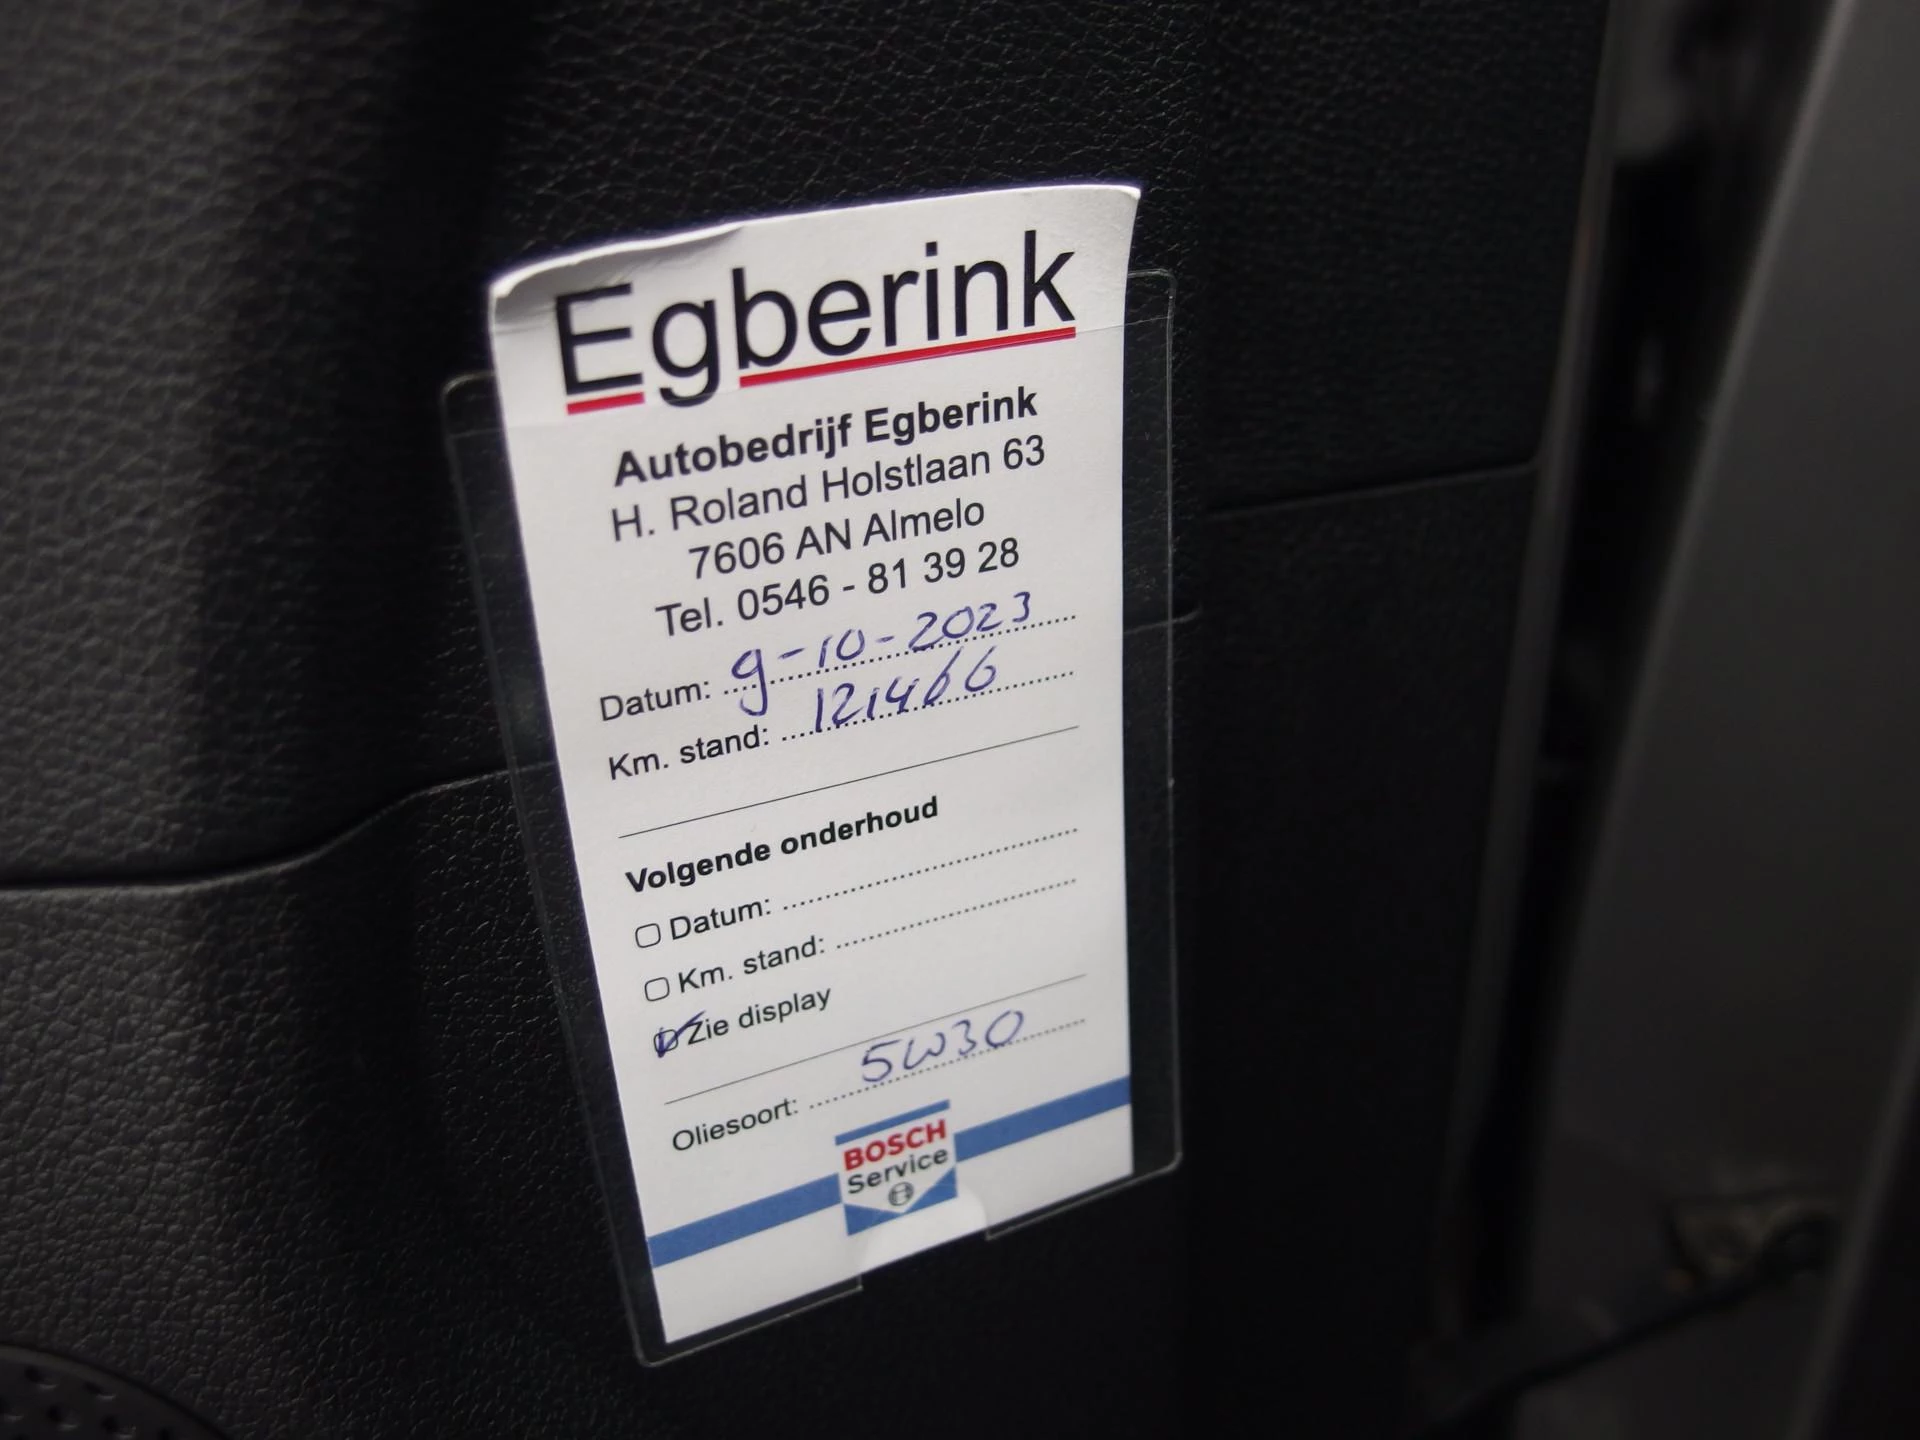 Egberink
Autobedrijf Egberink
H. Roland Holstlaan 63
7606 AN Almelo
Tel. 0546 - 81 39 28
Datum: 9-10-2023
Km. stand: 121466
Volgende onderhoud
Datum:
Km. stand:
Zie display
Oliesoort: 5W30
BOSCH
Service